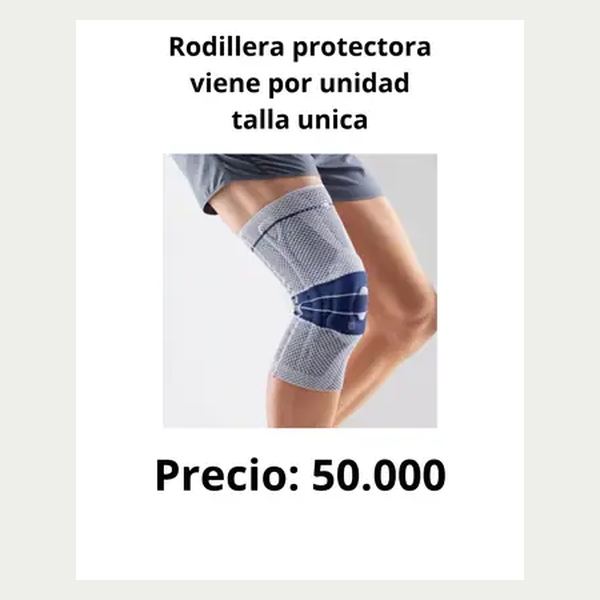 Rodillera protectora
viene por unidad
talla unica
Precio: 50.000